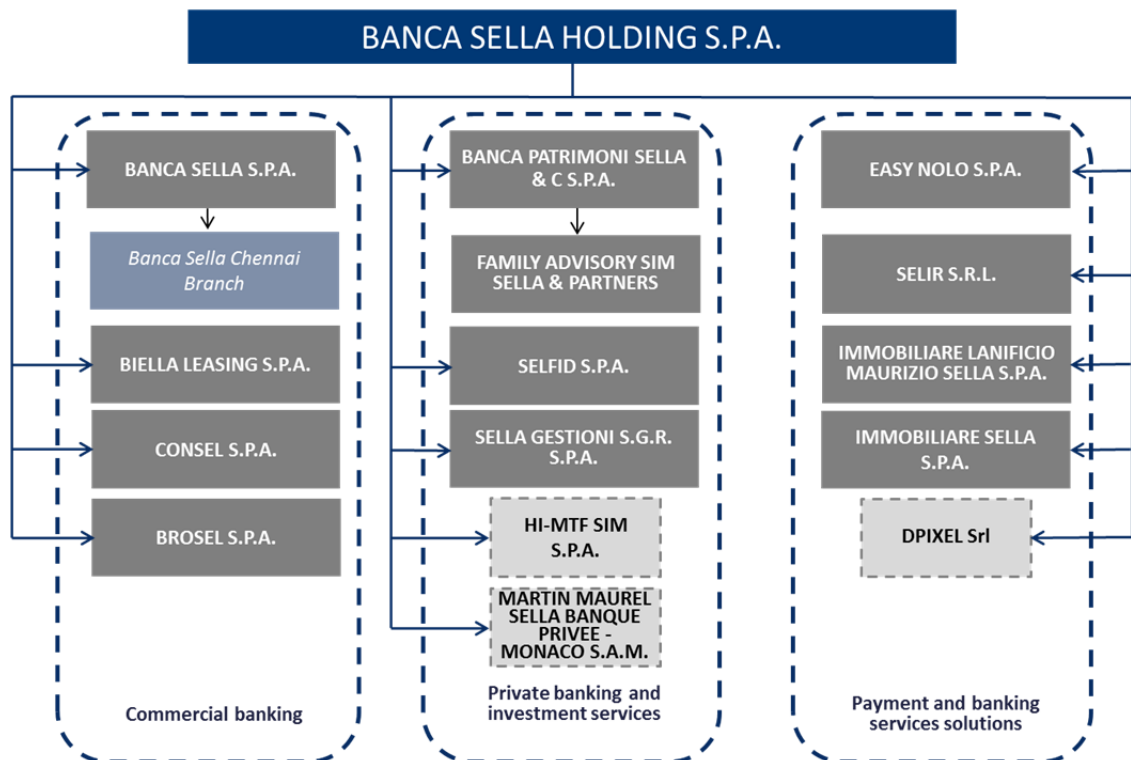 BANCA SELLA HOLDING S.P.A.
BANCA SELLA S.P.A.
Banca Sella Chennai
Branch
BIELLA LEASING S.P.A.
CONSEL S.P.A.
BROSEL S.P.A.
Commercial banking
BANCA PATRIMONI SELLA
& C S.P.A.
FAMILY ADVISORY SIM
SELLA & PARTNERS
SELFID S.P.A.
SELLA GESTIONI S.G.R.
S.P.A.
HI-MTF SIM
S.P.A.
MARTIN MAUREL
SELLA BANQUE
PRIVEE -
MONACO S.A.M.
Private banking and
investment services
EASY NOLO S.P.A.
SELIR S.R.L.
IMMOBILIARE LANIFICIO
MAURIZIO SELLA S.P.A.
IMMOBILIARE SELLA
S.P.A.
DPIXEL Srl
Payment and banking
services solutions